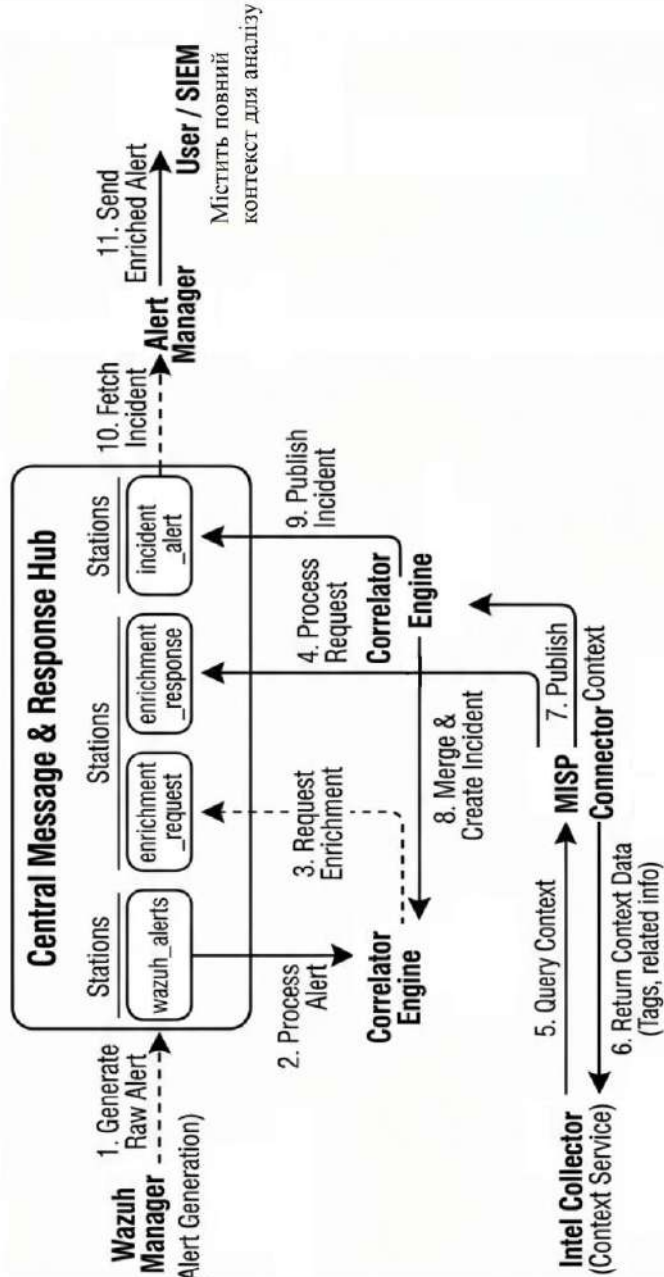 Central Message & Response Hub
Stations
Stations
Stations
wazuh_alerts
enrichment
_request
enrichment
_response
incident
_alert
Wazuh
Manager
Alert Generation)
1. Generate
Raw Alert
2. Process
Alert
3. Request
Enrichment
4. Process
Request
9. Publish
Incident
10. Fetch
Incident
Alert
Manager
11. Send
Enriched Alert
User / SIEM
Містить повний
контекст для аналізу
Correlator
Engine
Correlator
Engine
8. Merge &
Create Incident
Intel Collector
(Context Service)
5. Query Context
6. Return Context Data
(Tags, related info)
MISP
Connector
7. Publish
Context